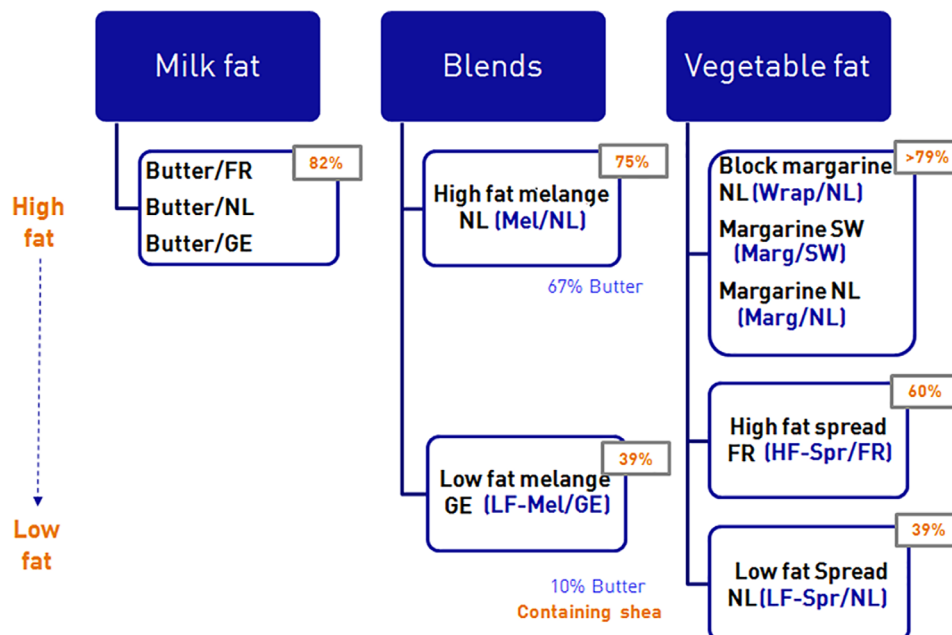 Milk fat
Blends
Vegetable fat
High
fat
Low
fat
82%
Butter/FR
Butter/NL
Butter/GE
75%
High fat melange
NL (Mel/NL)
67% Butter
39%
Low fat melange
GE (LF-Mel/GE)
10% Butter
Containing shea
>79%
Block margarine
NL (Wrap/NL)
Margarine SW
(Marg/SW)
Margarine NL
(Marg/NL)
60%
High fat spread
FR (HF-Spr/FR)
39%
Low fat Spread
NL(LF-Spr/NL)